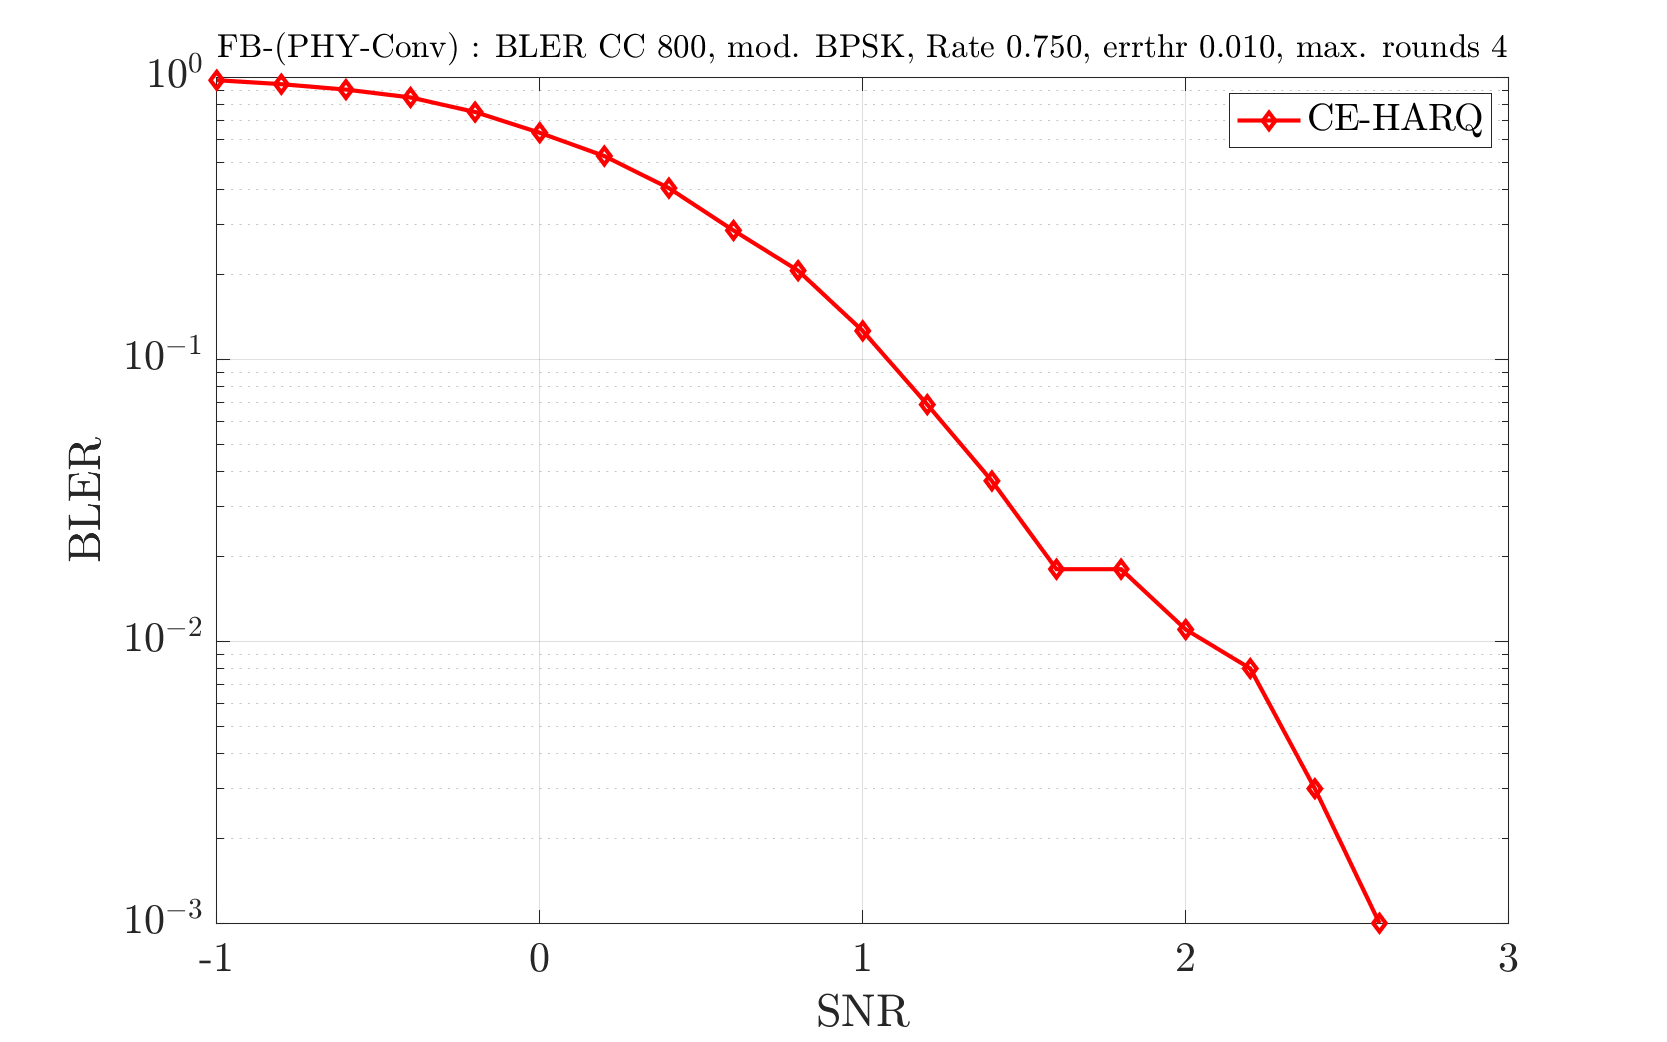 FB-(PHY-Conv) : BLER CC 800, mod. BPSK, Rate 0.750, errthr 0.010, max. rounds 4
CE-HARQ
10^0
10^{-1}
10^{-2}
10^{-3}
BLER
-1 0 1 2 3
SNR